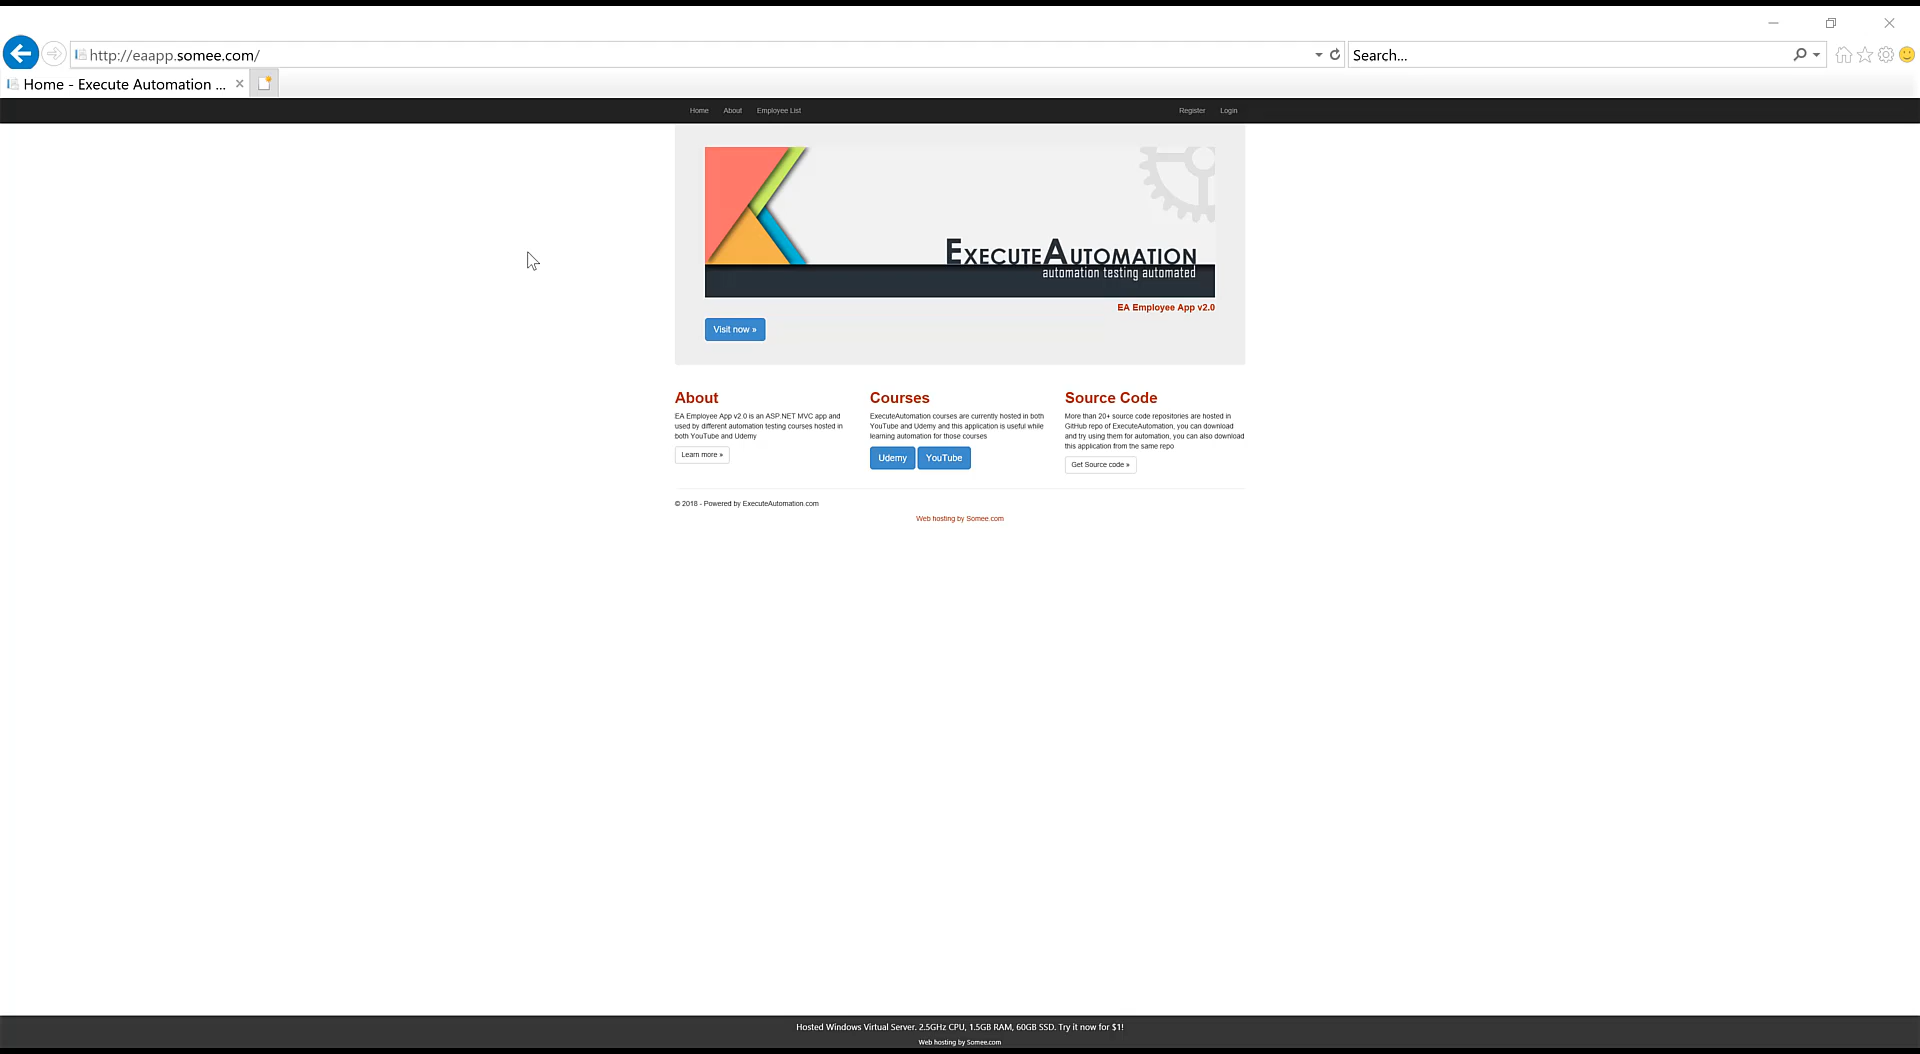 http://eaapp.somee.com/
Search...
Home - Execute Automation ...
Home About Employee List Register Login
EXECUTEAUTOMATION
automation testing automated
EA Employee App v2.0
Visit now »
About
EA Employee App v2.0 is an ASP.NET MVC app and
used by different automation testing courses hosted in
both YouTube and Udemy
Learn more »
Courses
ExecuteAutomation courses are currently hosted in both
YouTube and Udemy and this application is useful while
learning automation for those courses
Udemy YouTube
Source Code
More than 20+ source code repositories are hosted in
GitHub repo of ExecuteAutomation, you can download
and try using them for automation, you can also download
this application from the same repo
Get Source code »
© 2018 - Powered by ExecuteAutomation.com
Web hosting by Somee.com
Hosted Windows Virtual Server. 2.5GHz CPU, 1.5GB RAM, 60GB SSD. Try it now for $1!
Web hosting by Somee.com